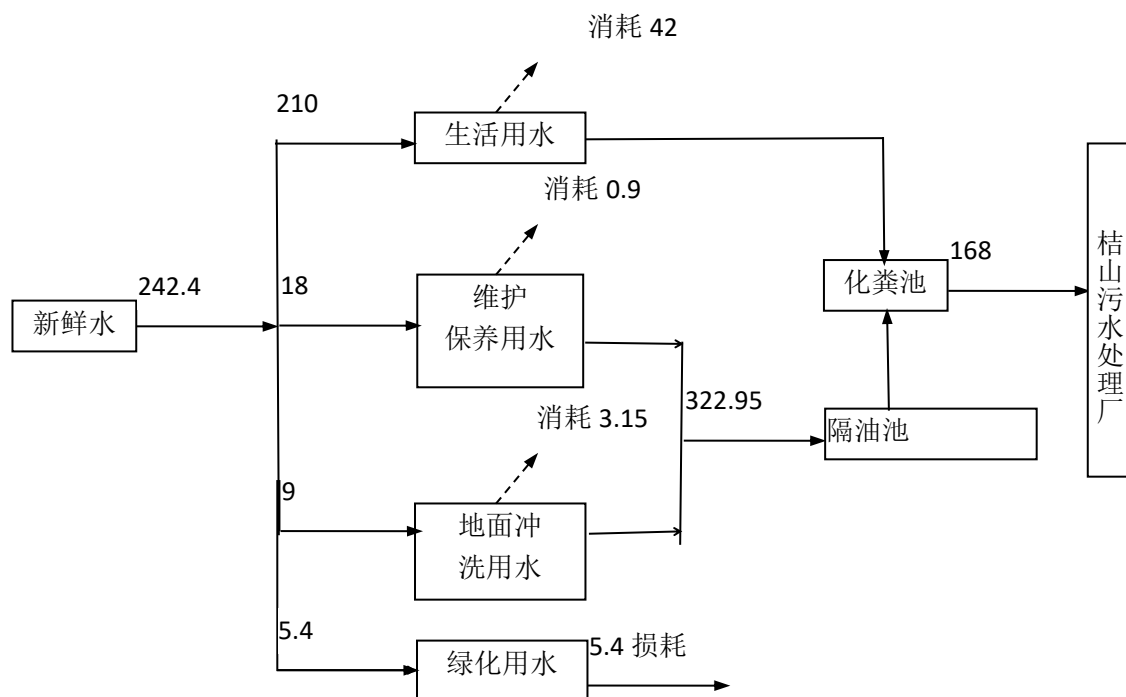 消耗 42
210
生活用水
消耗 0.9
242.4
18
新鲜水
维护
保养用水
化粪池
168
桔山污水处理厂
消耗 3.15
322.95
隔油池
9
地面冲
洗用水
5.4
绿化用水
5.4 损耗